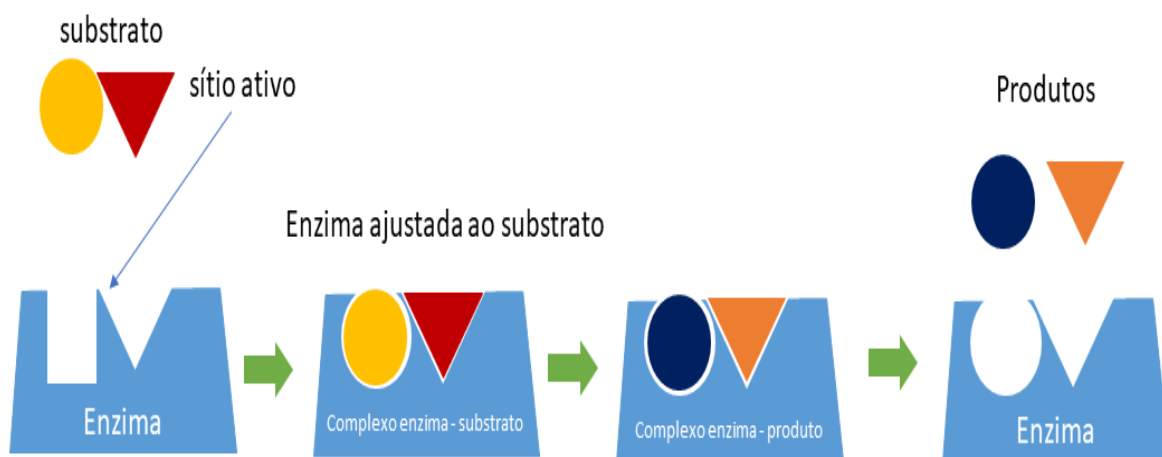 substrato
sítio ativo
Produtos
Enzima ajustada ao substrato
Enzima
Complexo enzima - substrato
Complexo enzima - produto
Enzima